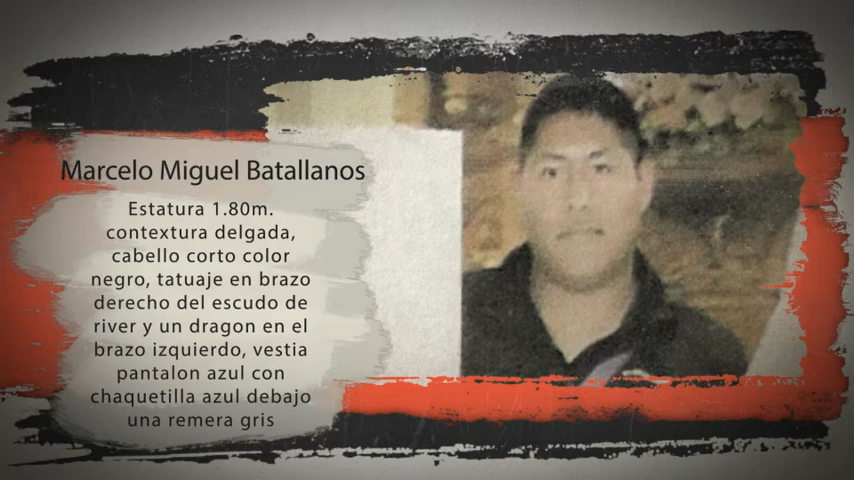 Marcelo Miguel Batallanos
Estatura 1.80m.
contextura delgada,
cabello corto color
negro, tatuaje en brazo
derecho del escudo de
river y un dragon en el
brazo izquierdo, vestia
pantalon azul con
chaquetilla azul debajo
una remera gris